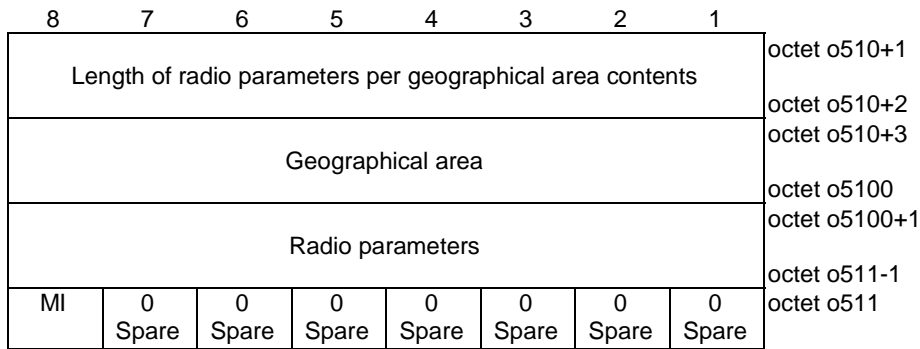 8 7 6 5 4 3 2 1
Length of radio parameters per geographical area contents
octet o510+1
octet o510+2
Geographical area
octet o510+3
octet o5100
Radio parameters
octet o5100+1
octet o511-1
MI 0 0 0 0 0 0 0 octet o511
Spare Spare Spare Spare Spare Spare Spare